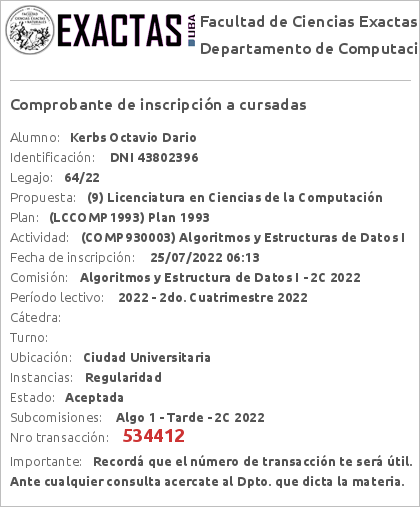 EXACTAS UBA
Facultad de Ciencias Exactas
Departamento de Computaci
Comprobante de inscripción a cursadas
Alumno: Kerbs Octavio Dario
Identificación: DNI 43802396
Legajo: 64/22
Propuesta: (9) Licenciatura en Ciencias de la Computación
Plan: (LCCOMP1993) Plan 1993
Actividad: (COMP930003) Algoritmos y Estructuras de Datos I
Fecha de inscripción: 25/07/2022 06:13
Comisión: Algoritmos y Estructura de Datos I - 2C 2022
Período lectivo: 2022 - 2do. Cuatrimestre 2022
Cátedra:
Turno:
Ubicación: Ciudad Universitaria
Instancias: Regularidad
Estado: Aceptada
Subcomisiones: Algo 1 - Tarde - 2C 2022
Nro transacción: 534412
Importante: Recordá que el número de transacción te será útil.
Ante cualquier consulta acercate al Dpto. que dicta la materia.